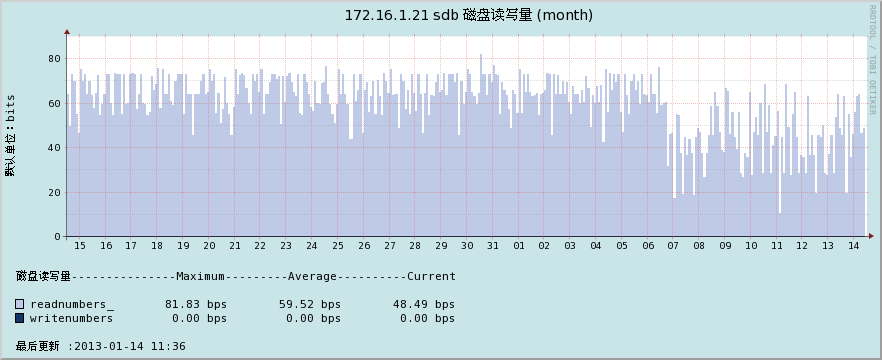 172.16.1.21 sdb 磁盘读写量 (month)
RRDTOOL / TOBI OETIKER
默认单位：bits
80
60
40
20
0
15 16 17 18 19 20 21 22 23 24 25 26 27 28 29 30 31 01 02 03 04 05 06 07 08 09 10 11 12 13 14
磁盘读写量---------------Maximum---------Average----------Current
readnumbers_ 81.83 bps 59.52 bps 48.49 bps
writenumbers 0.00 bps 0.00 bps 0.00 bps
最后更新 :2013-01-14 11:36